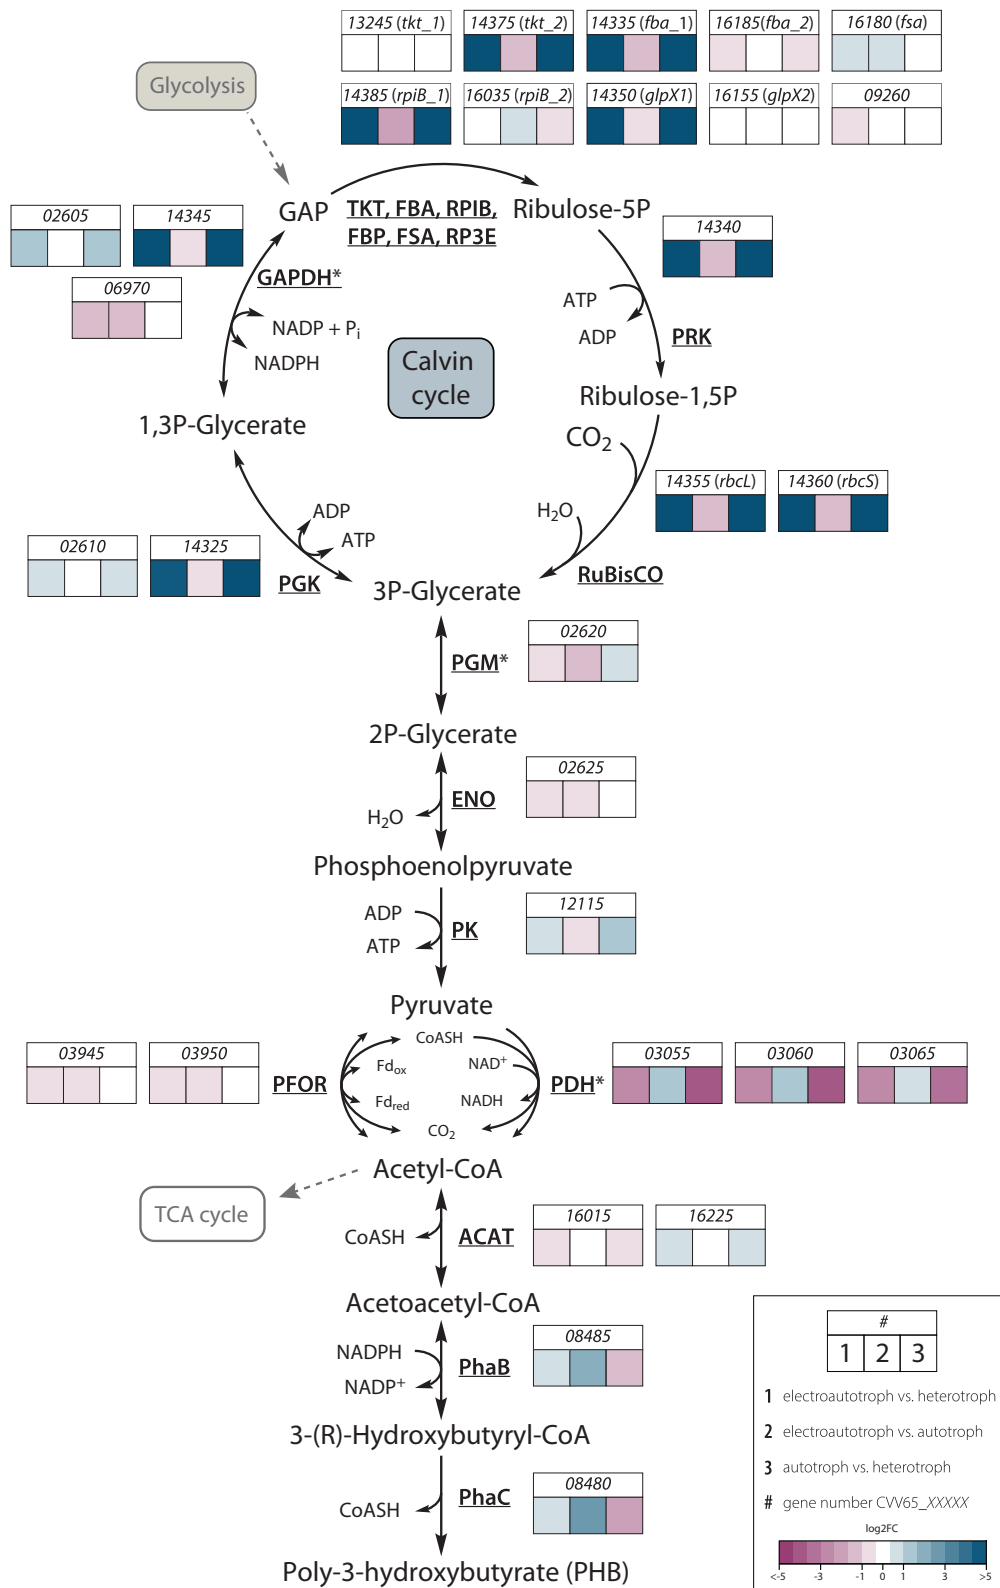 13245 (tkt_1) 14375 (tkt_2) 14335 (fba_1) 16185(fba_2) 16180 (fsa)
Glycolysis
14385 (rpiB_1) 16035 (rpiB_2) 14350 (glpX1) 16155 (glpX2) 09260
GAP
TKT, FBA, RPIB,
FBP, FSA, RP3E
Ribulose-5P
02605 14345
06970
14340
GAPDH*
NADP + Pi
NADPH
ATP
ADP
PRK
Calvin
cycle
1,3P-Glycerate
Ribulose-1,5P
CO2
14355 (rbcL) 14360 (rbcS)
H2O
ADP
ATP
02610 14325
PGK
RuBisCO
3P-Glycerate
PGM*
02620
2P-Glycerate
02625
ENO
H2O
Phosphoenolpyruvate
12115
ADP
ATP
PK
Pyruvate
03945 03950
PFOR
CoASH
Fdox
NAD+
Fdred
NADH
CO2
PDH*
03055 03060 03065
Acetyl-CoA
TCA cycle
CoASH
ACAT
16015 16225
Acetoacetyl-CoA
NADPH
NADP+
PhaB
08485
3-(R)-Hydroxybutyryl-CoA
CoASH
PhaC
08480
Poly-3-hydroxybutyrate (PHB)
#
1 2 3
1 electroautotroph vs. heterotroph
2 electroautotroph vs. autotroph
3 autotroph vs. heterotroph
# gene number CVV65_XXXXX
log2FC
<-5 -3 -1 0 1 3 >5